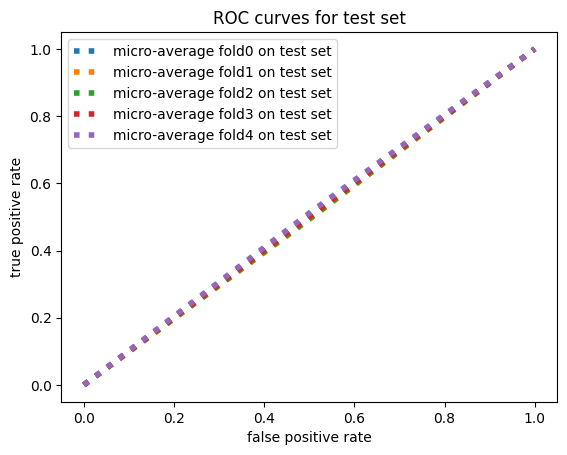 ROC curves for test set
1.0
0.8
0.6
0.4
0.2
0.0
true positive rate
micro-average fold0 on test set
micro-average fold1 on test set
micro-average fold2 on test set
micro-average fold3 on test set
micro-average fold4 on test set
0.0 0.2 0.4 0.6 0.8 1.0
false positive rate